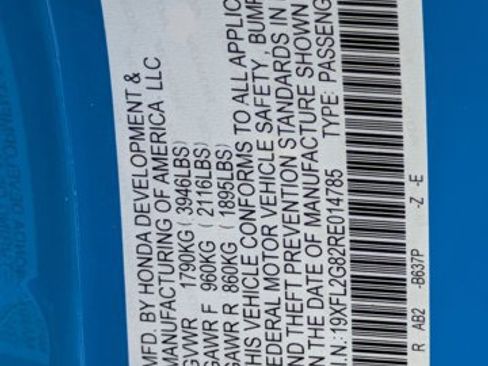 MFD. BY HONDA DEVELOPMENT &
MANUFACTURING OF AMERICA LLC
GVWR 1790KG (3946LBS)
GAWR F 960KG (2116LBS)
GAWR R 860KG (1895LBS)
THIS VEHICLE CONFORMS TO ALL APPLIC
FEDERAL MOTOR VEHICLE SAFETY, BUMP
AND THEFT PREVENTION STANDARDS IN
ON THE DATE OF MANUFACTURE SHOWN
V.I.N.:19XFL2G82RE014785 TYPE: PASSENG
R AB2 -B637P -Z -E